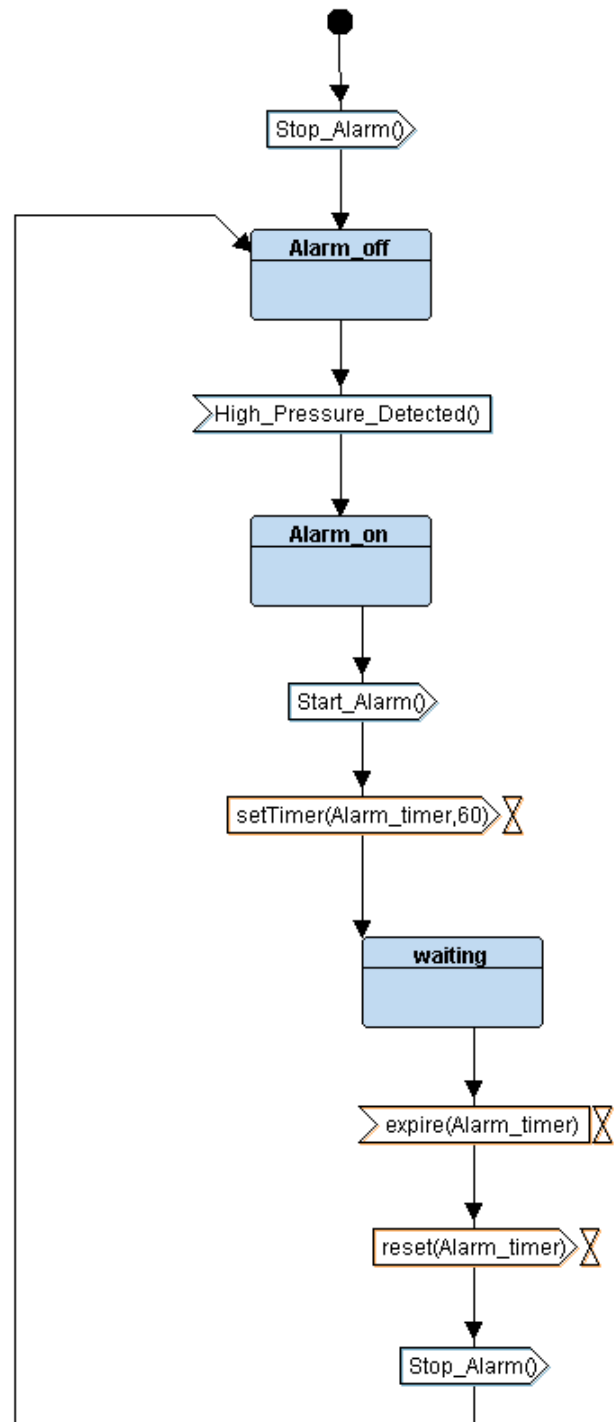 Stop_Alarm()
Alarm_off
High_Pressure_Detected()
Alarm_on
Start_Alarm()
setTimer(Alarm_timer,60)
waiting
expire(Alarm_timer)
reset(Alarm_timer)
Stop_Alarm()